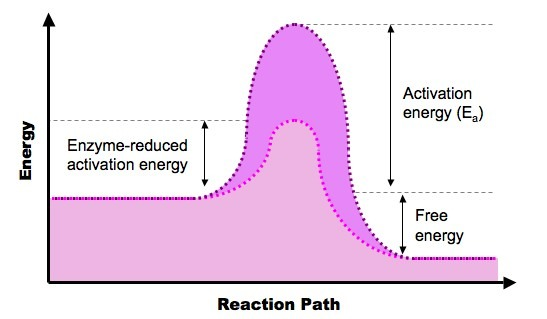 Energy
Enzyme-reduced
activation energy
Activation
energy (Ea)
Free
energy
Reaction Path